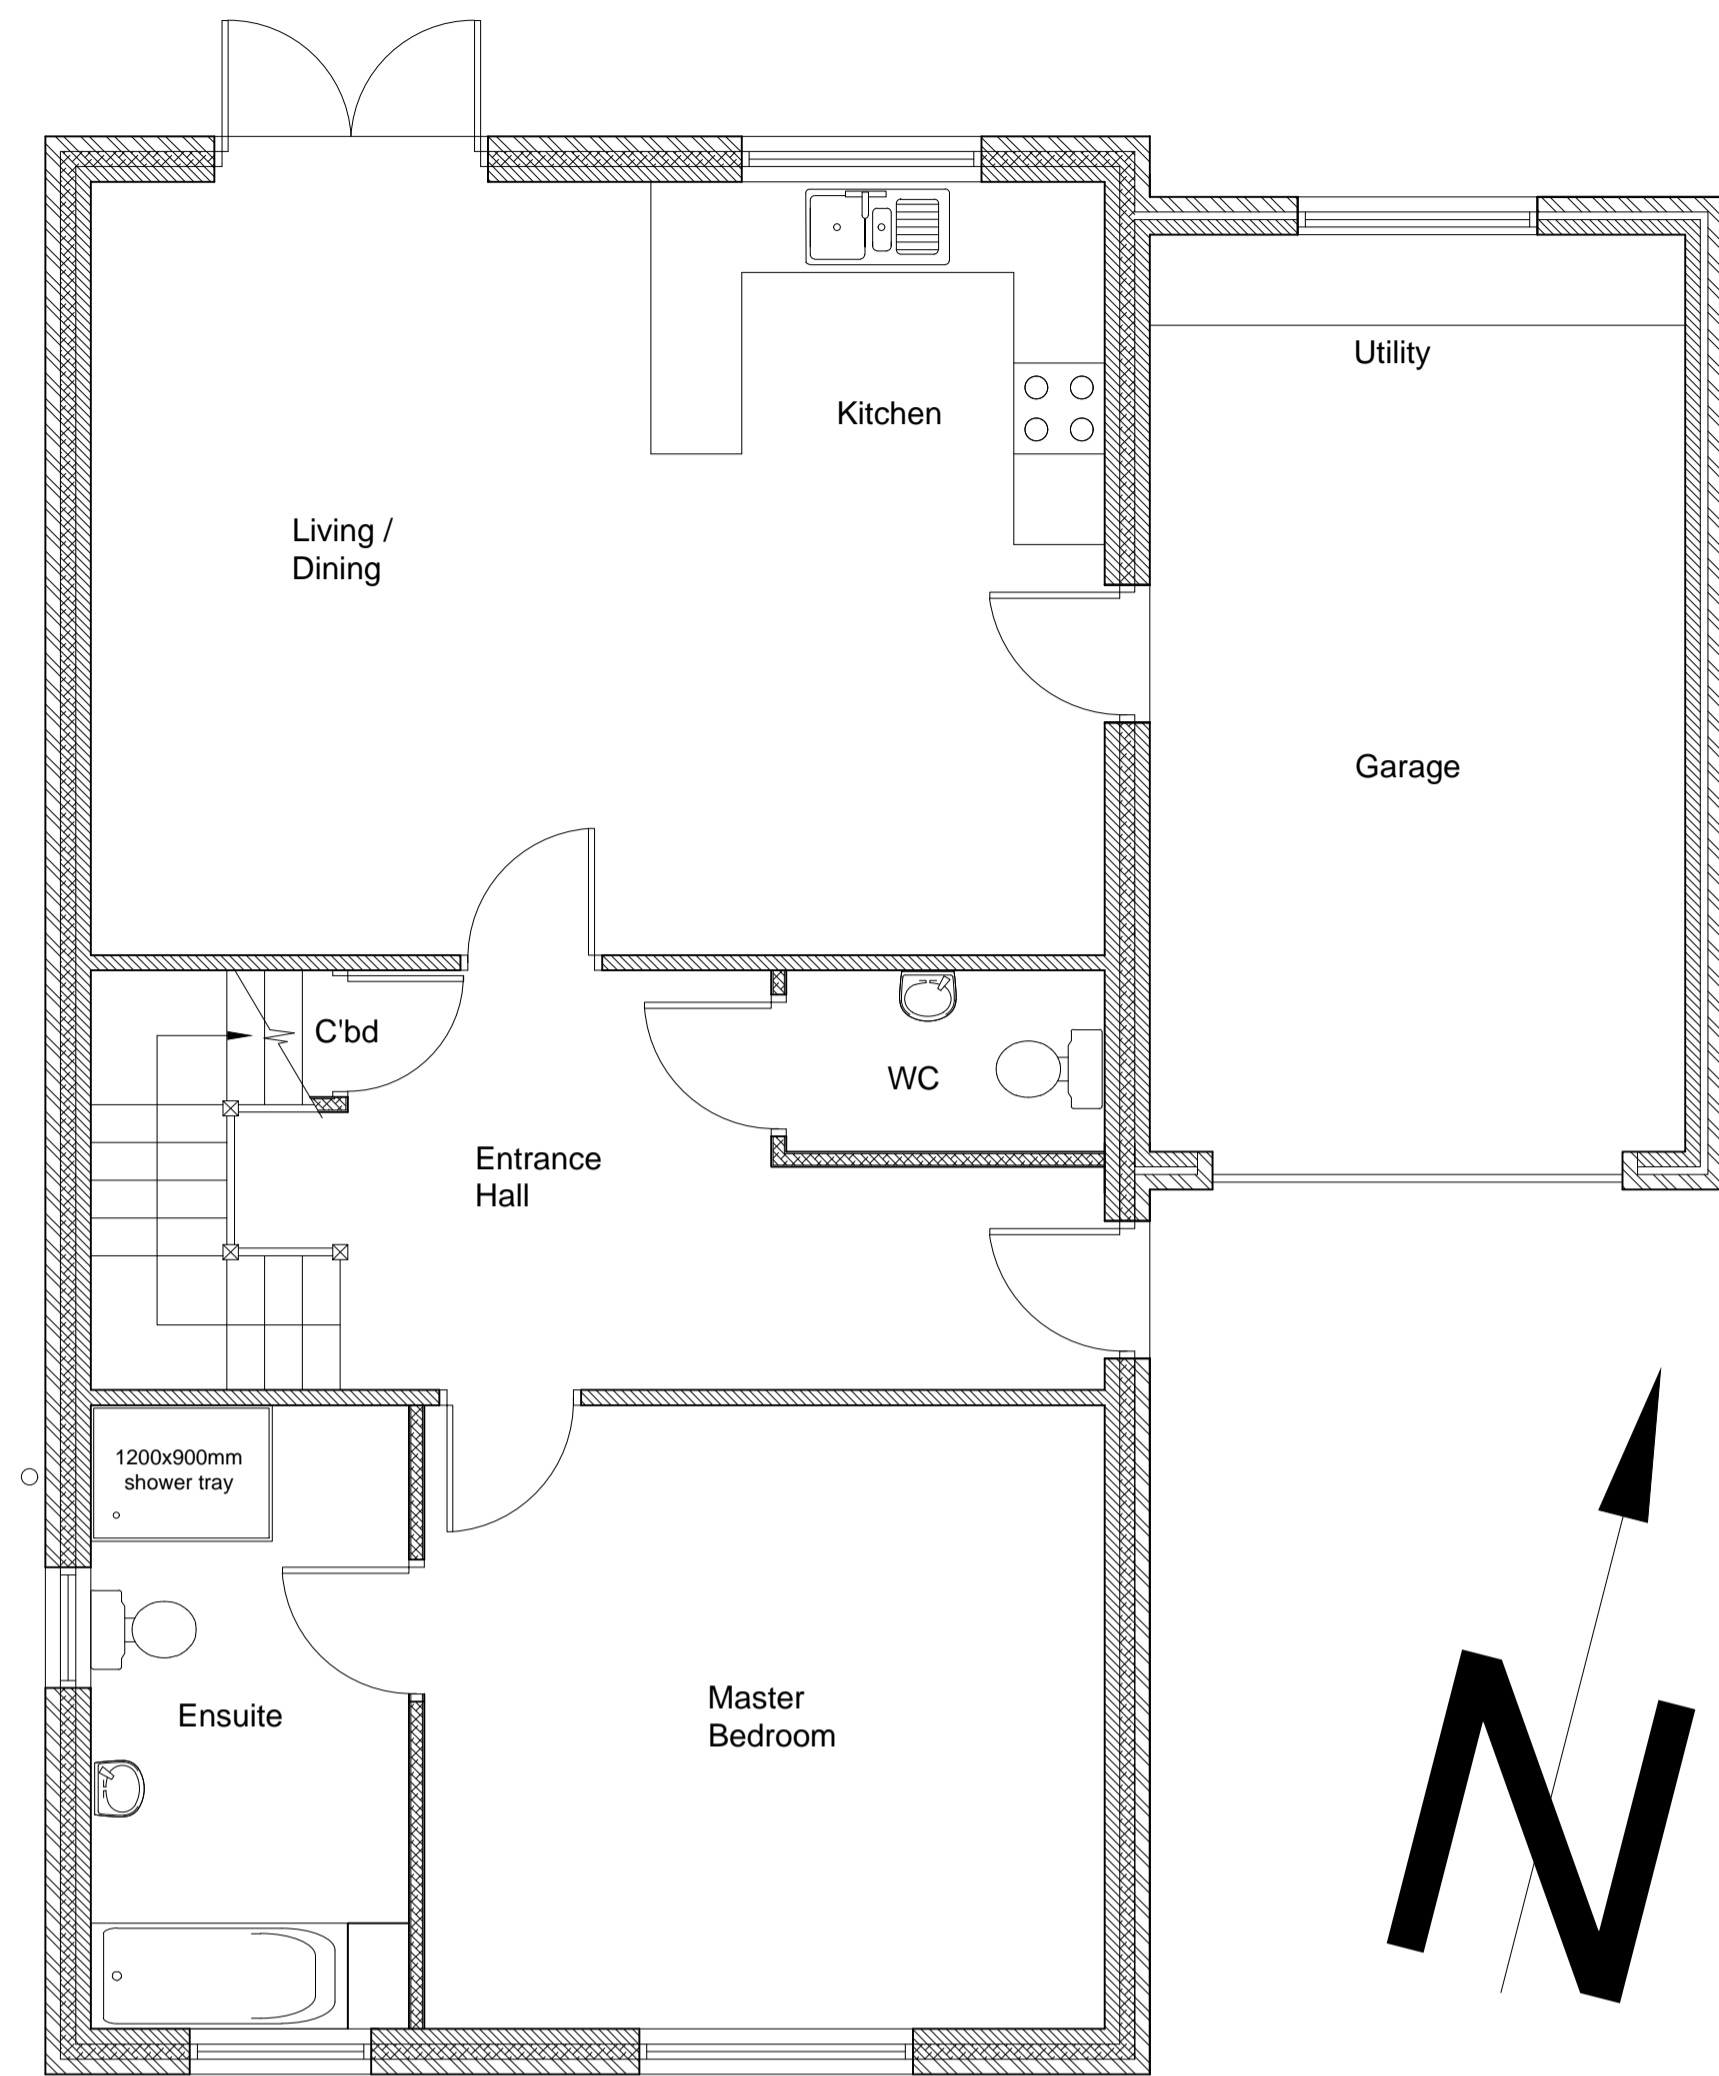 Utility
Kitchen
Living /
Dining
Garage
C'bd
WC
Entrance
Hall
1200x900mm
shower tray
Master
Bedroom
Ensuite
N